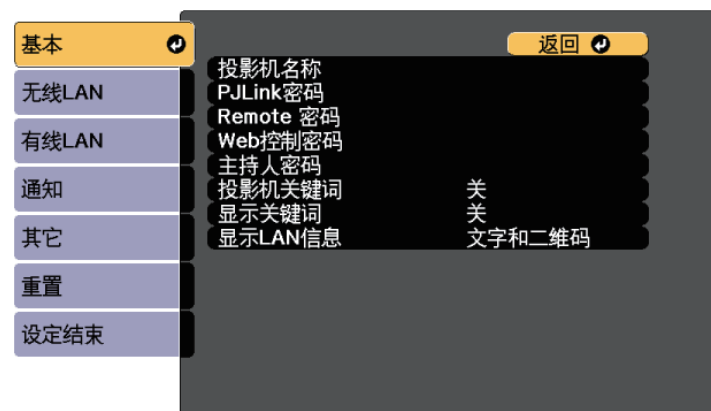 基本
无线LAN
有线LAN
通知
其它
重置
设定结束
返回
投影机名称
PJLink密码
Remote 密码
Web控制密码
主持人密码
投影机关键词 关
显示关键词 关
显示LAN信息 文字和二维码